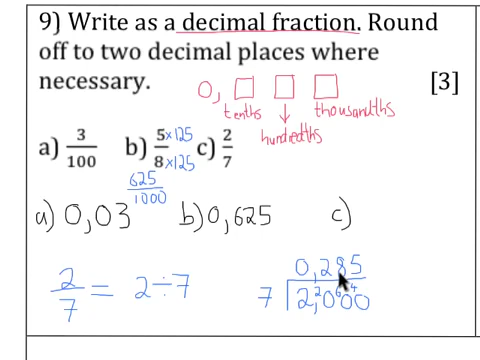 9) Write as a decimal fraction. Round
off to two decimal places where
necessary. [3]
0, □ □ □
tenths hundredths thousandths
a) 3/100 b) 5×125/8×125 c) 2/7
625/1000
a) 0,03 b) 0,625 c)
2/7 = 2÷7
0,285
7 2,²0⁶0⁴0